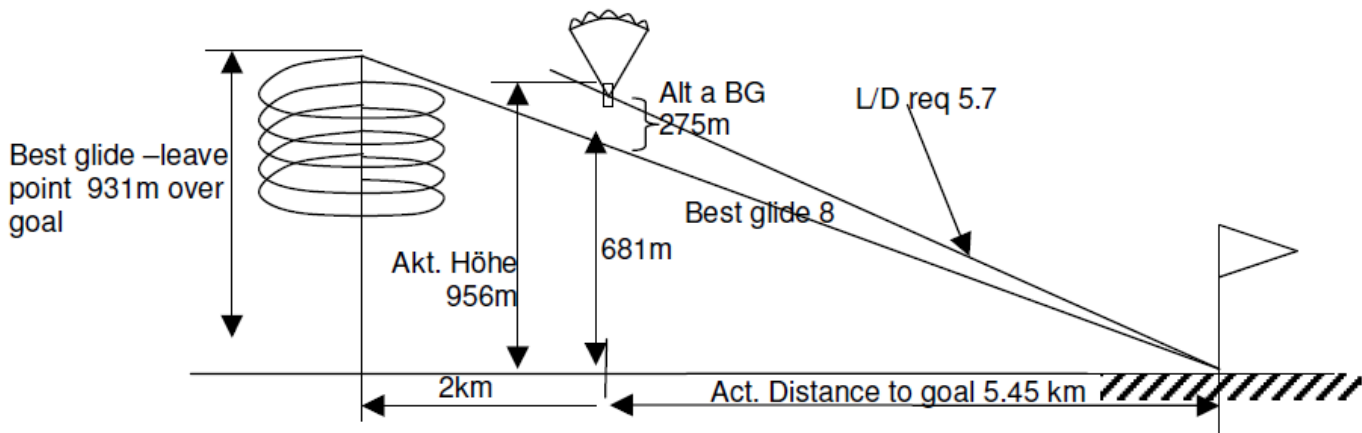 Alt a BG
275m
L/D req 5.7
Best glide –leave
point 931m over
goal
Best glide 8
Akt. Höhe
956m
681m
2km
Act. Distance to goal 5.45 km